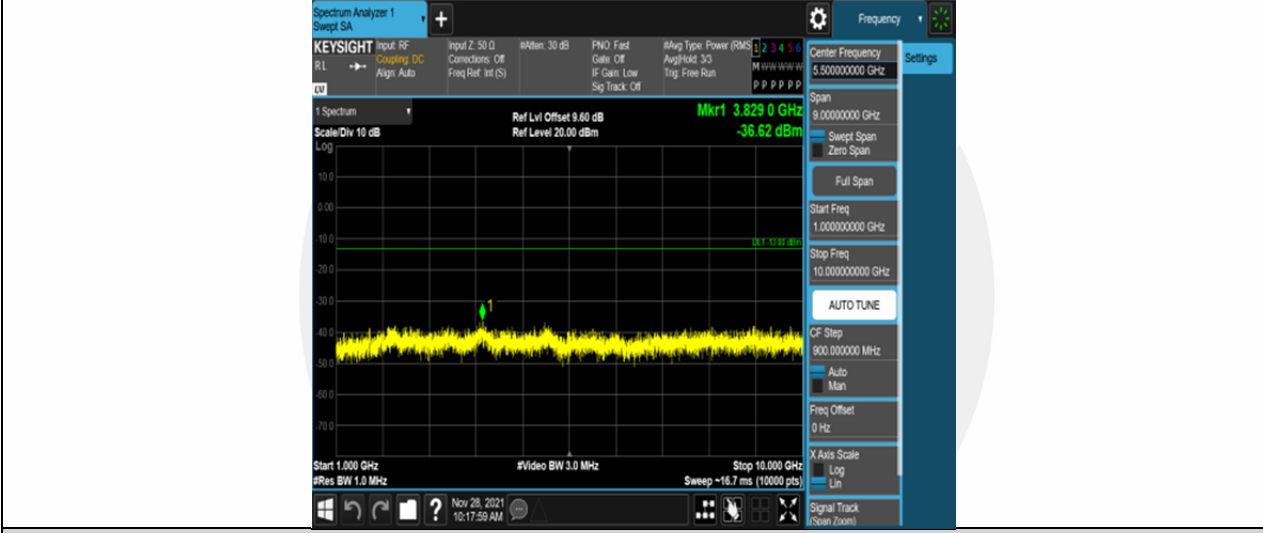 Spectrum Analyzer 1
Swept SA
+
Frequency
KEYSIGHT
RL
Input: RF
Coupling: DC
Align: Auto
Input Z: 50 Ω
Corrections: Off
Freq Ref: Int (S)
#Atten: 30 dB
PNO: Fast
Gate: Off
IF Gain: Low
Sig Track: Off
#Avg Type: Power (RMS
Avg|Hold: 3/3
Trig: Free Run
1 2 3 4 5 6
M W W W W W
P P P P P P
1 Spectrum
Scale/Div 10 dB
Log
Ref Lvl Offset 9.60 dB
Ref Level 20.00 dBm
Mkr1 3.829 0 GHz
-36.62 dBm
10.0
0.00
-10.0
-20.0
-30.0
-40.0
-50.0
-60.0
-70.0
DL1 -13.00 dBm
1
Start 1.000 GHz
#Res BW 1.0 MHz
#Video BW 3.0 MHz
Stop 10.000 GHz
Sweep ~16.7 ms (10000 pts)
Center Frequency
5.500000000 GHz
Settings
Span
9.00000000 GHz
Swept Span
Zero Span
Full Span
Start Freq
1.000000000 GHz
Stop Freq
10.000000000 GHz
AUTO TUNE
CF Step
900.000000 MHz
Auto
Man
Freq Offset
0 Hz
X Axis Scale
Log
Lin
Signal Track
(Span Zoom)
?
Nov 28, 2021
10:17:59 AM